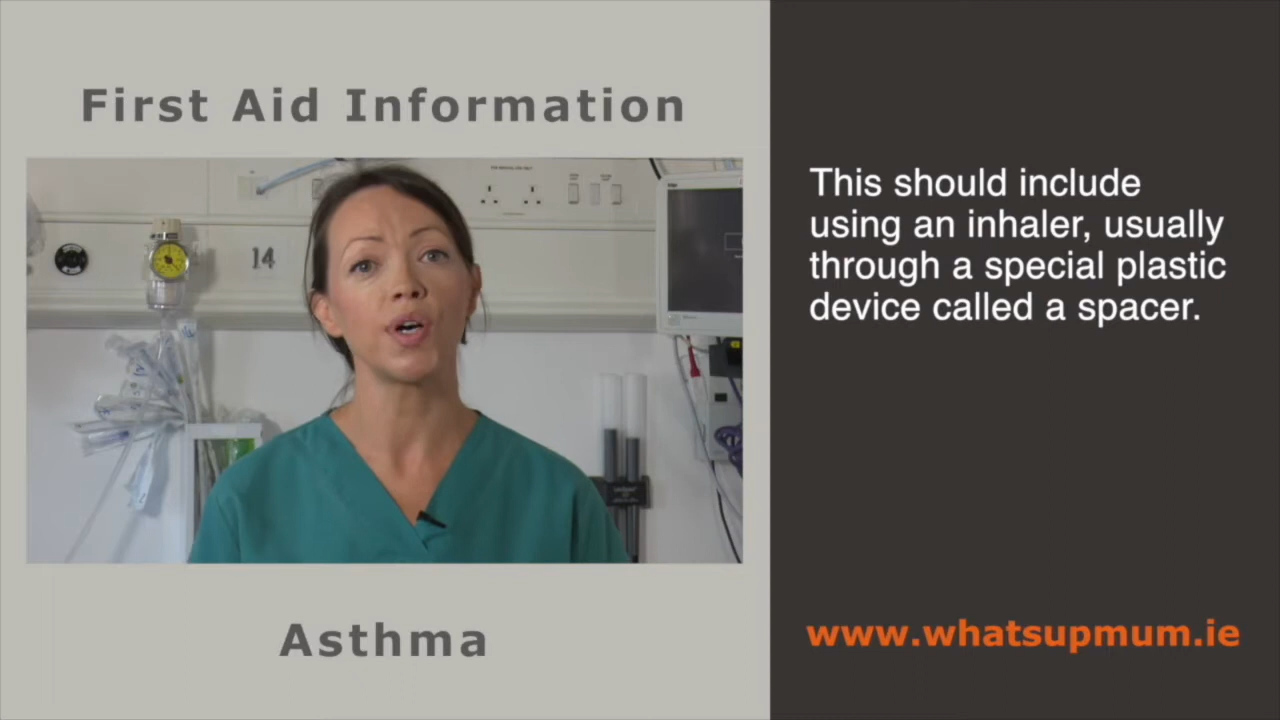 First Aid Information
14
Asthma
This should include
using an inhaler, usually
through a special plastic
device called a spacer.
www.whatsupmum.ie